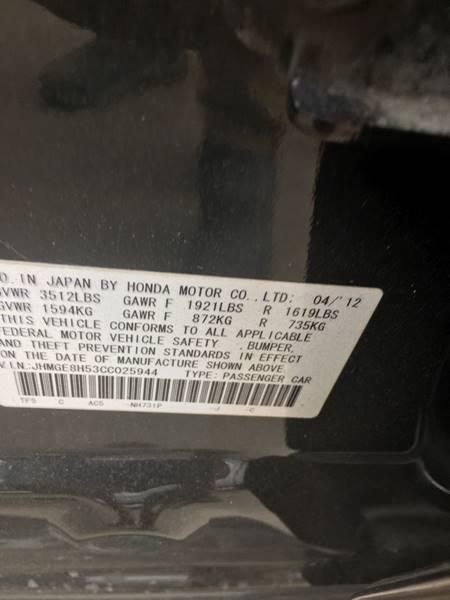 D. IN JAPAN BY HONDA MOTOR CO.,LTD: 04/'12
GVWR 3512LBS GAWR F 1921LBS R 1619LBS
GVWR 1594KG GAWR F 872KG R 735KG
THIS VEHICLE CONFORMS TO ALL APPLICABLE
FEDERAL MOTOR VEHICLE SAFETY ,BUMPER,
AND THEFT PREVENTION STANDARDS IN EFFECT
ON THE DATE OF MANUFACTURE SHOWN ABOVE.
V.I.N.:JHMGE8H53CC025944 TYPE: PASSENGER CAR
TF5 C AC5 -NH731P -J -C